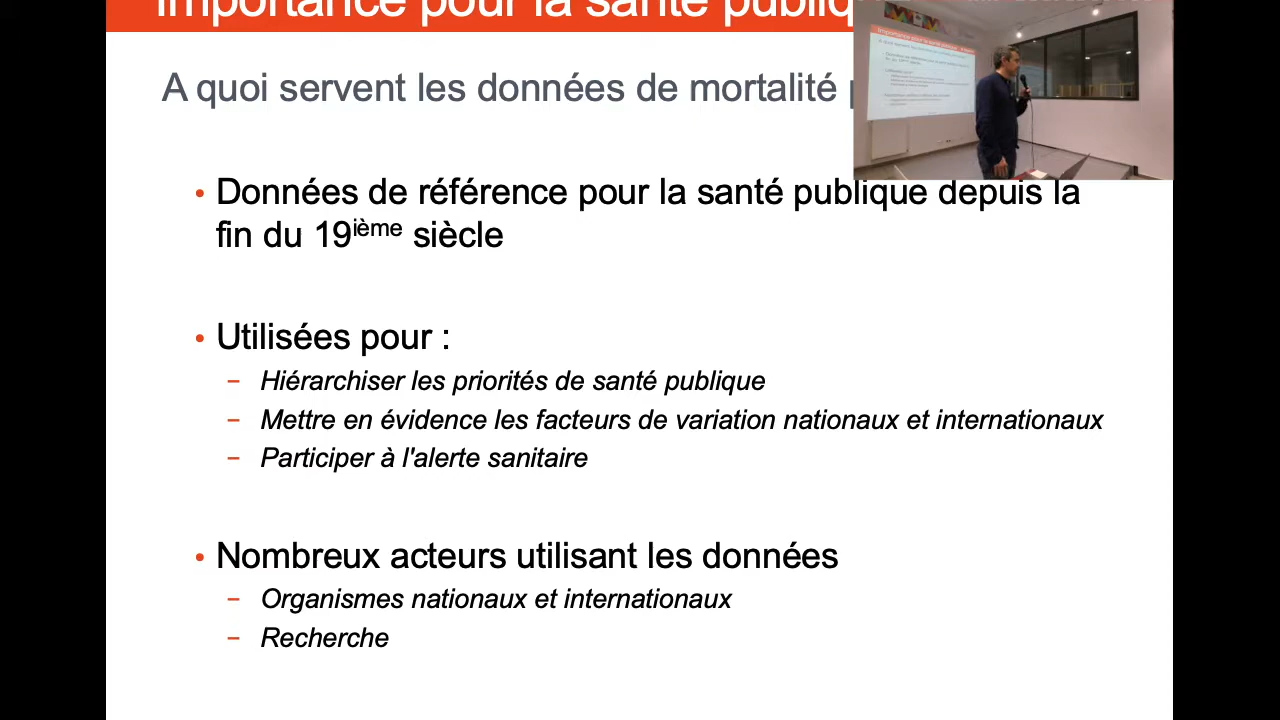 Importance pour la santé
A quoi servent les données de mortalité
• Données de référence pour la santé publique depuis la
fin du 19ième siècle
• Utilisées pour :
– Hiérarchiser les priorités de santé publique
– Mettre en évidence les facteurs de variation nationaux et internationaux
– Participer à l'alerte sanitaire
• Nombreux acteurs utilisant les données
– Organismes nationaux et internationaux
– Recherche